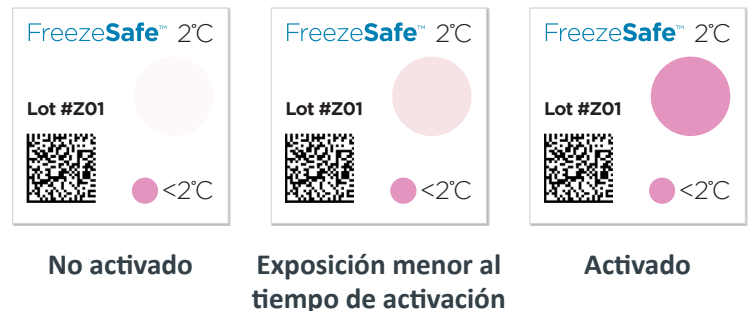 FreezeSafe™ 2°C
Lot #Z01
<2°C
No activado
FreezeSafe™ 2°C
Lot #Z01
<2°C
Exposición menor al
tiempo de activación
FreezeSafe™ 2°C
Lot #Z01
<2°C
Activado